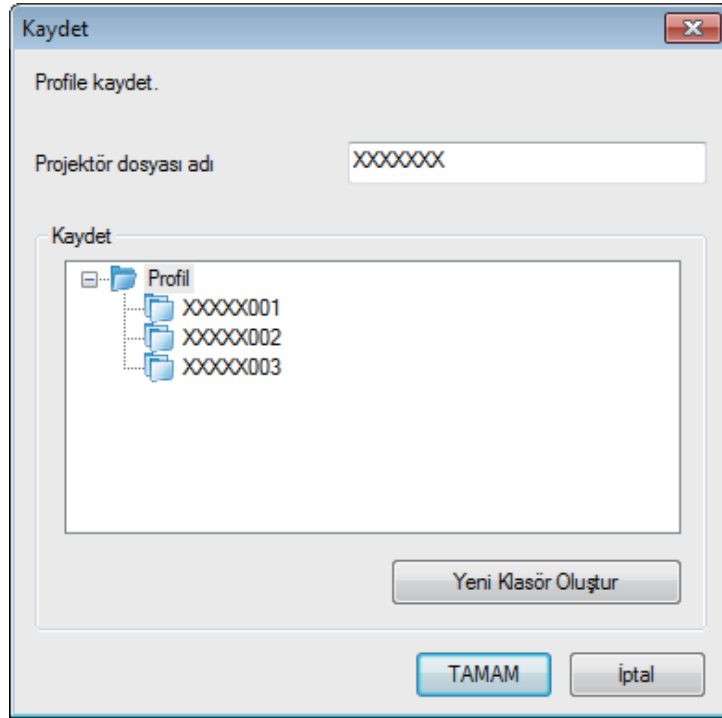 Kaydet
Profile kaydet.
Projektör dosyası adı XXXXXXX
Kaydet
Profil
XXXXX001
XXXXX002
XXXXX003
Yeni Klasör Oluştur
TAMAM İptal